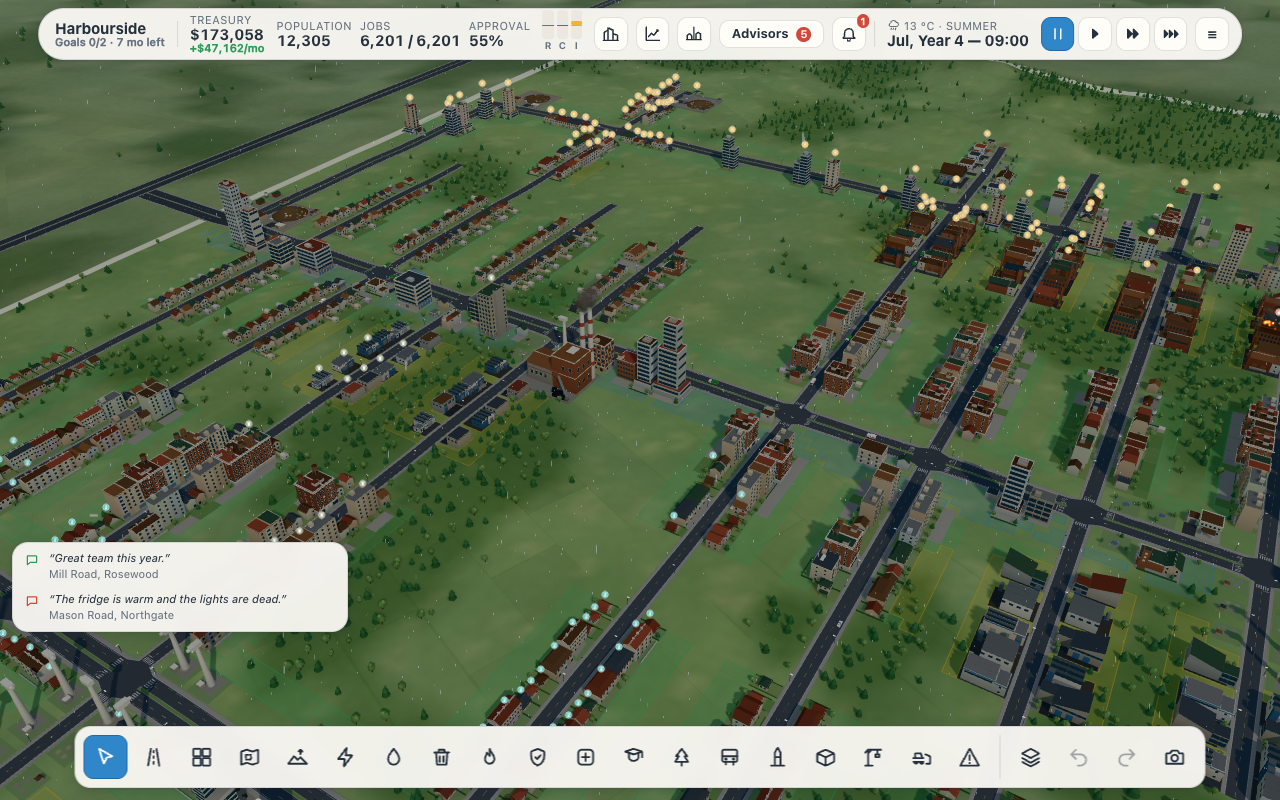 Harbourside
Goals 0/2 · 7 mo left
TREASURY
$173,058
+$47,162/mo
POPULATION
12,305
JOBS
6,201 / 6,201
APPROVAL
55%
R C I
Advisors 5
1
13 °C · SUMMER
Jul, Year 4 — 09:00
“Great team this year.”
Mill Road, Rosewood
“The fridge is warm and the lights are dead.”
Mason Road, Northgate